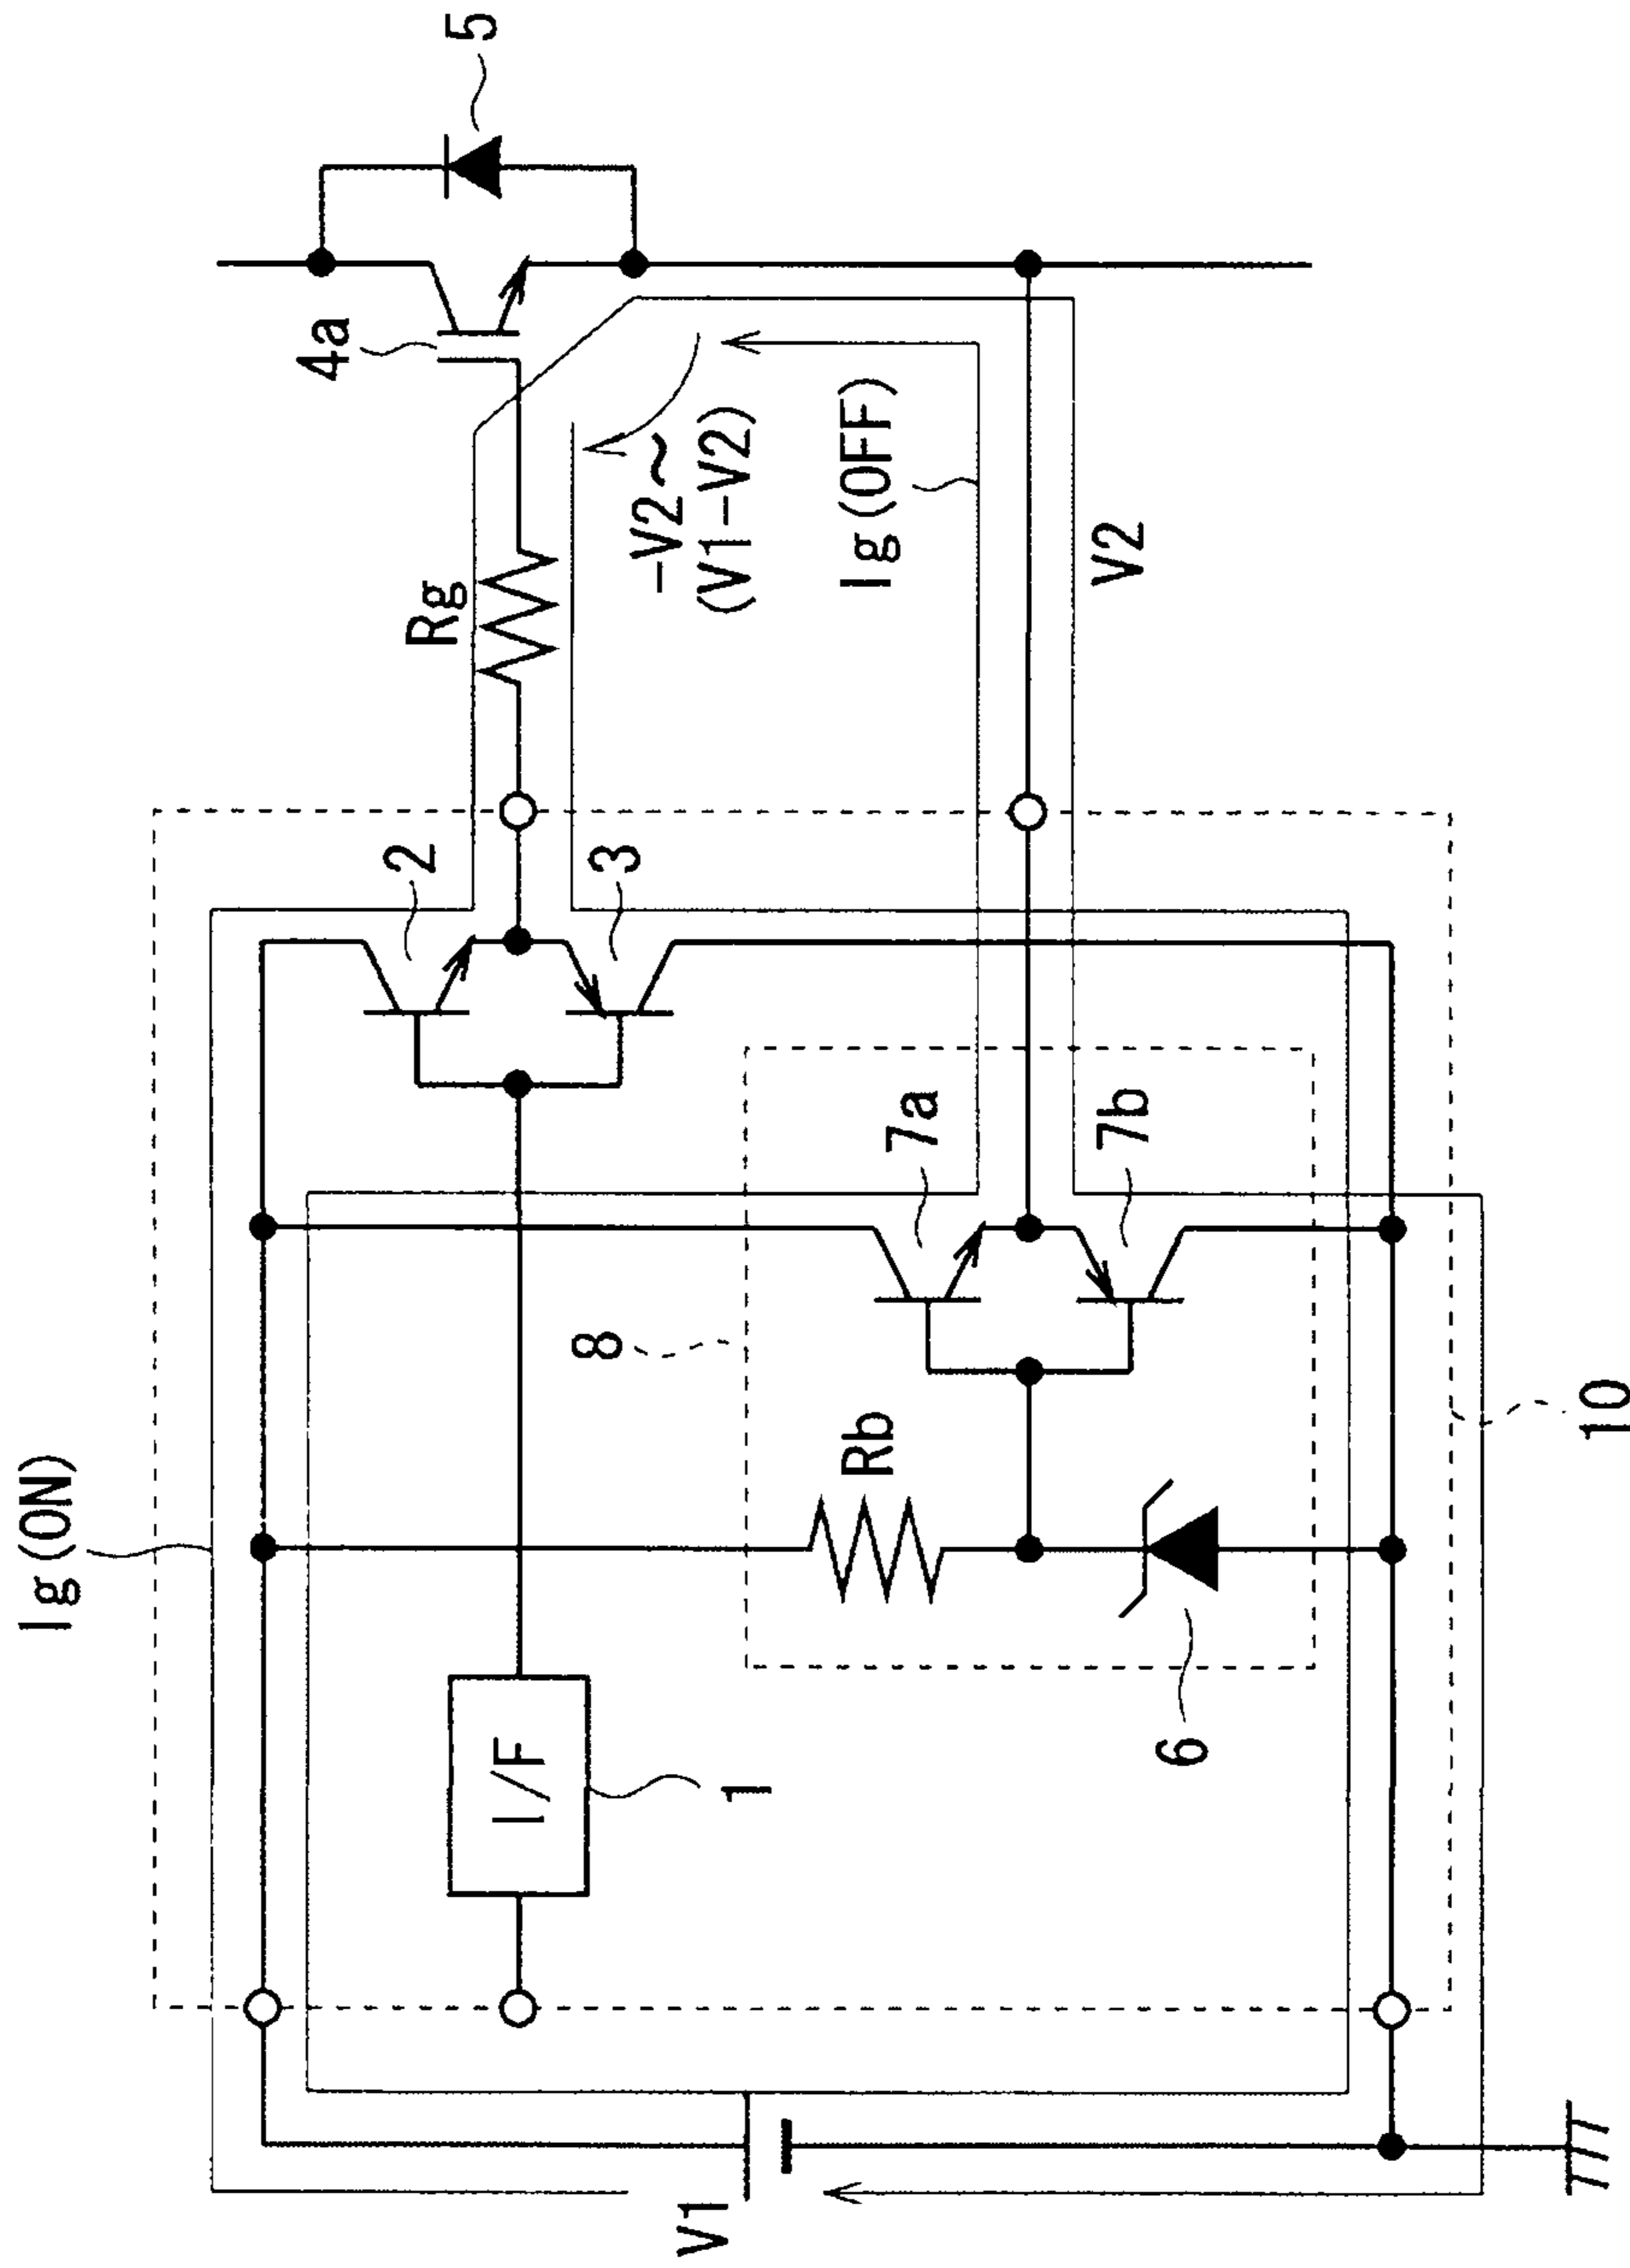 Ig(ON)
V1
I/F
1
8
Rb
6
7a
7b
10
2
3
Rg
4a
5
-V2~
(V1-V2)
Ig(OFF)
V2